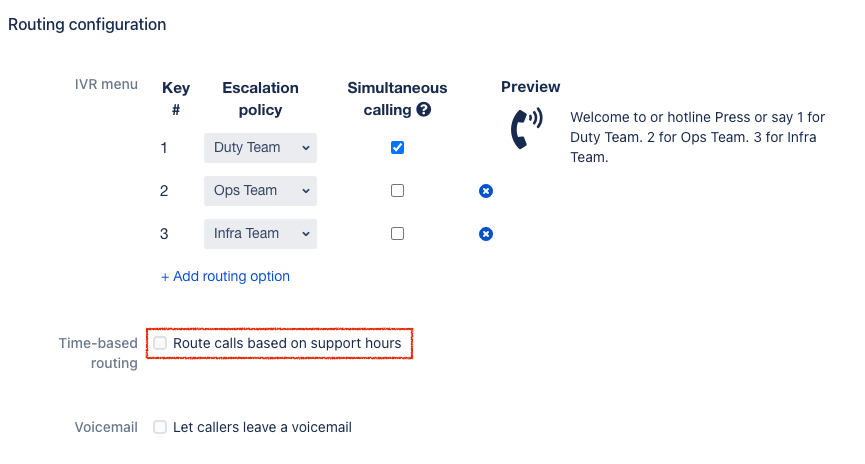 Routing configuration
IVR menu
Key
#
Escalation
policy
Simultaneous
calling ?
Preview
1
Duty Team
2
Ops Team
3
Infra Team
Welcome to or hotline Press or say 1 for
Duty Team. 2 for Ops Team. 3 for Infra
Team.
+ Add routing option
Time-based
routing
Route calls based on support hours
Voicemail
Let callers leave a voicemail